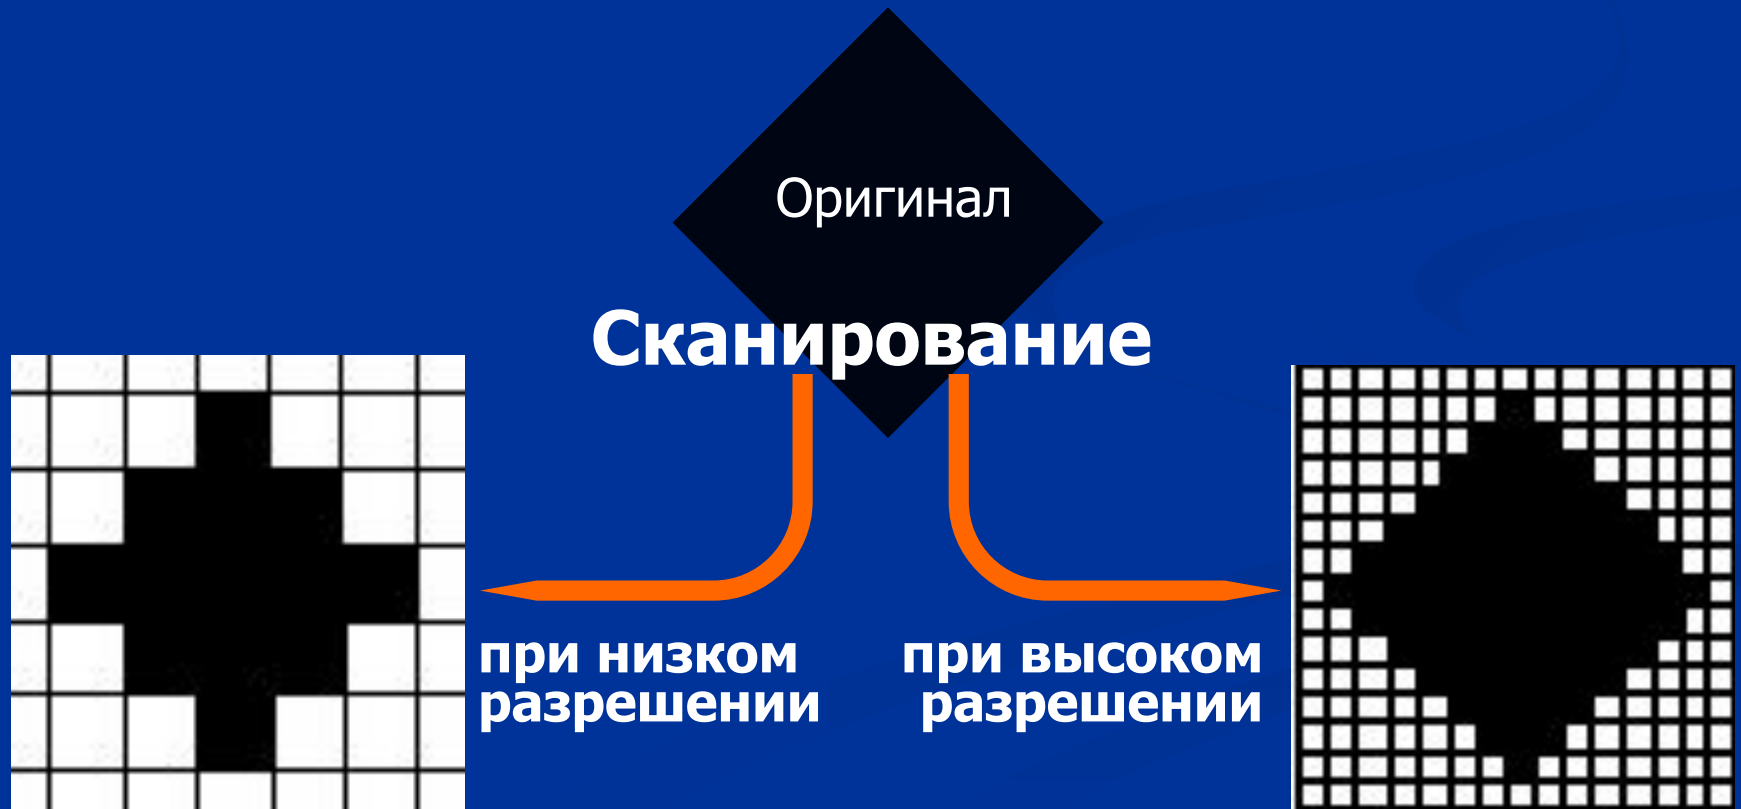 Оригинал
Сканирование
при низком
разрешении
при высоком
разрешении